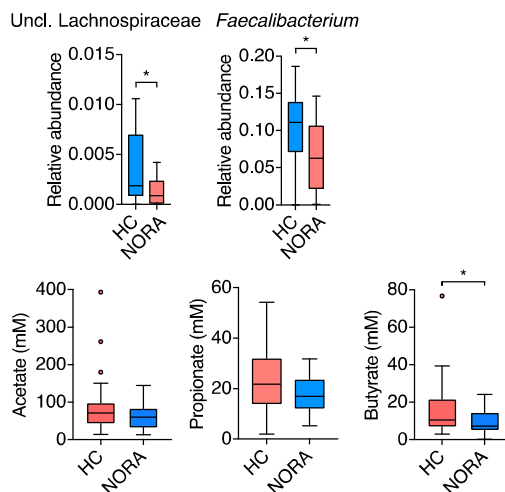 Uncl. Lachnospiraceae Faecalibacterium
Relative abundance
0.015
0.010
0.005
0.000
*
HC
NORA
Relative abundance
0.20
0.15
0.10
0.05
0.00
*
HC
NORA
Acetate (mM)
400
300
200
100
0
HC
NORA
Propionate (mM)
60
40
20
0
HC
NORA
Butyrate (mM)
80
60
40
20
0
*
HC
NORA